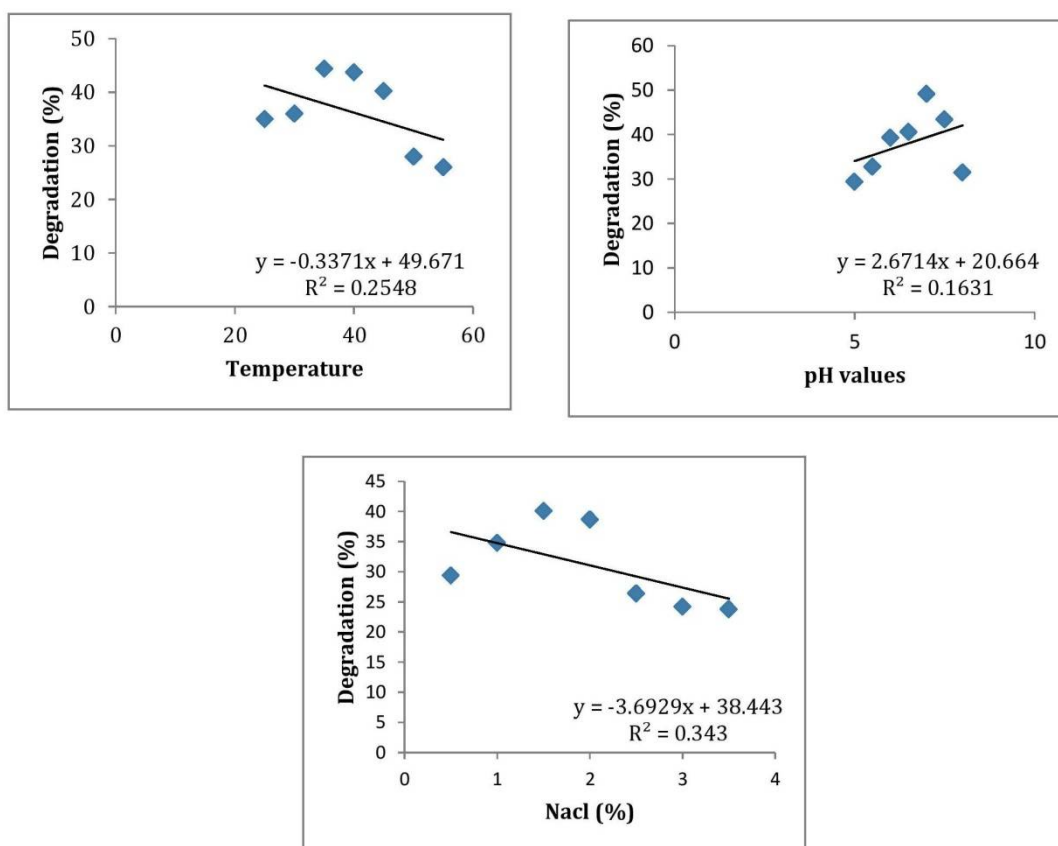 50
40
30
20
10
0
Degradation (%)
y = -0.3371x + 49.671
R² = 0.2548
0 20 40 60
Temperature
60
50
40
30
20
10
0
Degradation (%)
y = 2.6714x + 20.664
R² = 0.1631
0 5 10
pH values
45
40
35
30
25
20
15
10
5
0
Degradation (%)
y = -3.6929x + 38.443
R² = 0.343
0 1 2 3 4
Nacl (%)